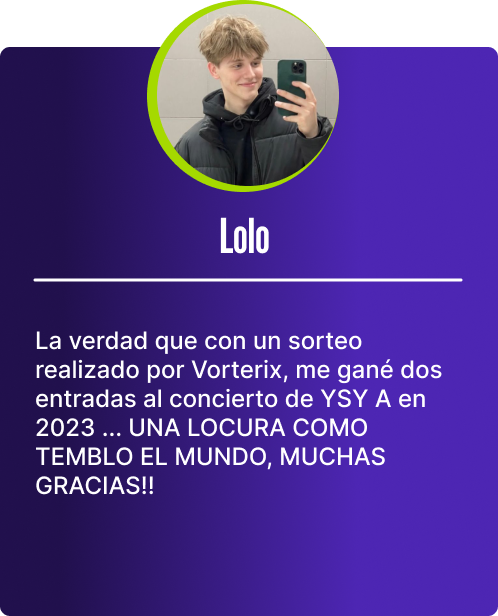 Lolo
La verdad que con un sorteo
realizado por Vorterix, me gané dos
entradas al concierto de YSY A en
2023 ... UNA LOCURA COMO
TEMBLO EL MUNDO, MUCHAS
GRACIAS!!